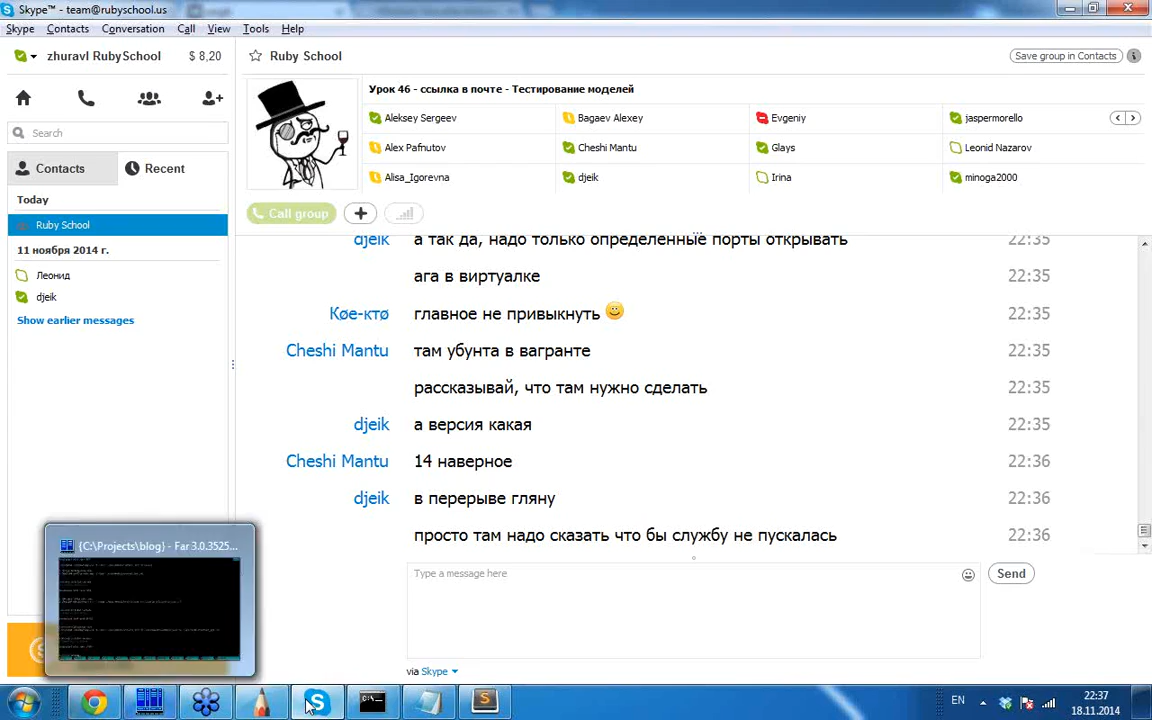 Skype™ - team@rubyschool.us
Skype Contacts Conversation Call View Tools Help
zhuravl RubySchool $ 8,20
Ruby School
Save group in Contacts
Урок 46 - ссылка в почте - Тестирование моделей
Aleksey Sergeev Bagaev Alexey Evgeniy jaspermorello
Alex Pafnutov Cheshi Mantu Glays Leonid Nazarov
Alisa_Igorevna djeik Irina minoga2000
Search
Contacts Recent
Today
Ruby School
11 ноября 2014 г.
Леонид
djeik
Show earlier messages
Call group
djeik а так да, надо только определенные порты открывать 22:35
ага в виртуалке 22:35
Køe-ктø главное не привыкнуть 22:35
Cheshi Mantu там убунта в вагранте 22:35
рассказывай, что там нужно сделать 22:35
djeik а версия какая 22:35
Cheshi Mantu 14 наверное 22:36
djeik в перерыве гляну 22:36
просто там надо сказать что бы службу не пускалась 22:36
Type a message here
Send
via Skype
{C:\Projects\blog} - Far 3.0.3525...
C:\
EN
22:37
18.11.2014